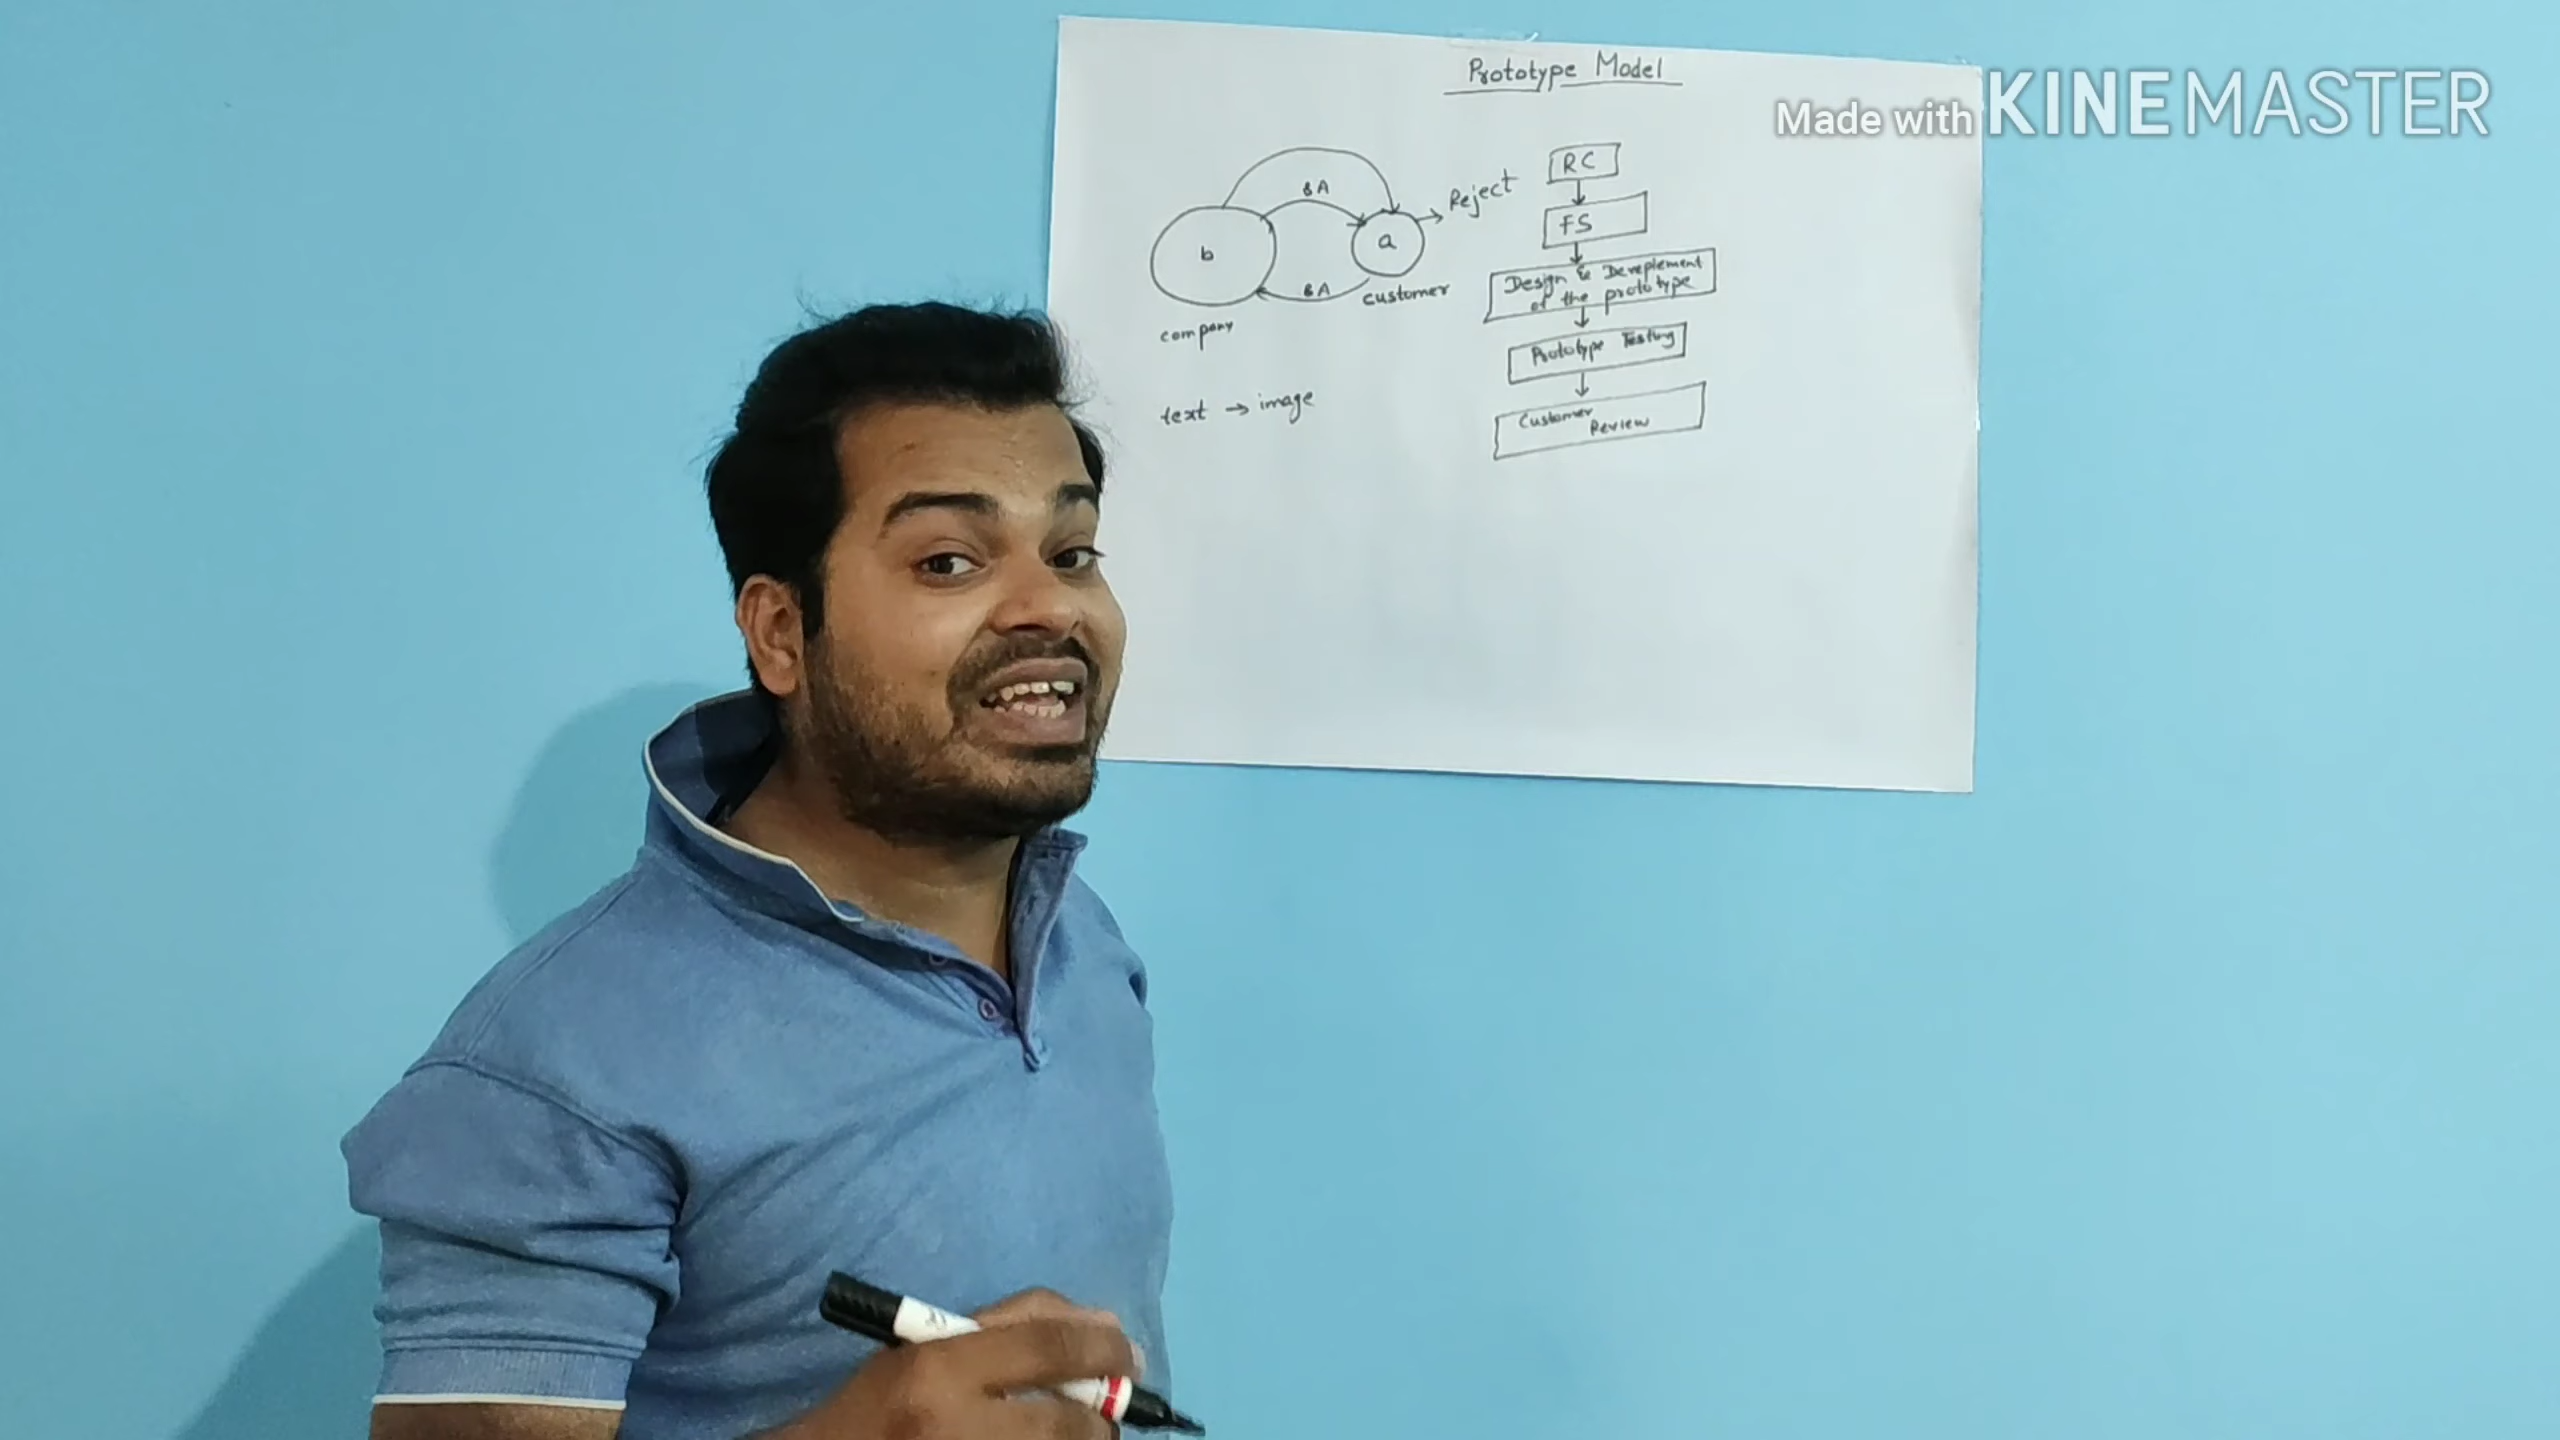 Prototype Model
Made with KINEMASTER
RC
FS
Design & Deveplement
of the prototype
Prototype Testing
Customer
Review
BA
b
a
Reject
BA
customer
company
text → image